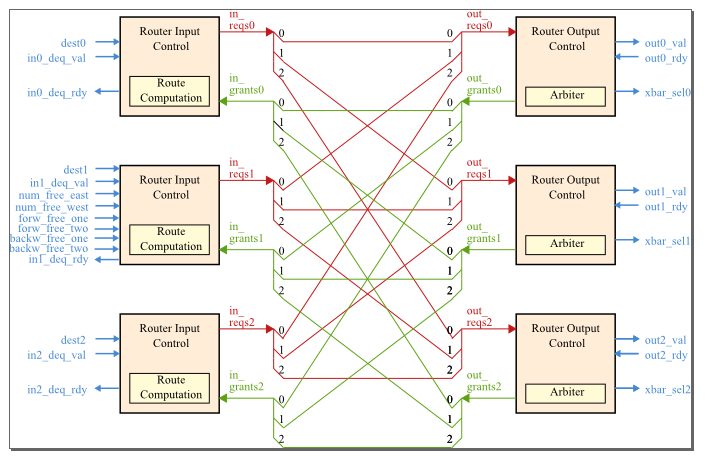 in_
reqs0
out_
reqs0
Router Input
Control
Router Output
Control
dest0
in0_deq_val
in0_deq_rdy
Route
Computation
in_
grants0
out_
grants0
Arbiter
out0_val
out0_rdy
xbar_sel0
0
1
2
0
1
2
0
1
2
0
1
2
in_
reqs1
out_
reqs1
Router Input
Control
Router Output
Control
dest1
in1_deq_val
num_free_east
num_free_west
forw_free_one
forw_free_two
backw_free_one
backw_free_two
in1_deq_rdy
Route
Computation
in_
grants1
out_
grants1
Arbiter
out1_val
out1_rdy
xbar_sel1
0
1
2
0
1
2
0
1
2
0
1
2
in_
reqs2
out_
reqs2
Router Input
Control
Router Output
Control
dest2
in2_deq_val
in2_deq_rdy
Route
Computation
in_
grants2
out_
grants2
Arbiter
out2_val
out2_rdy
xbar_sel2
0
1
2
0
1
2
0
1
2
0
1
2